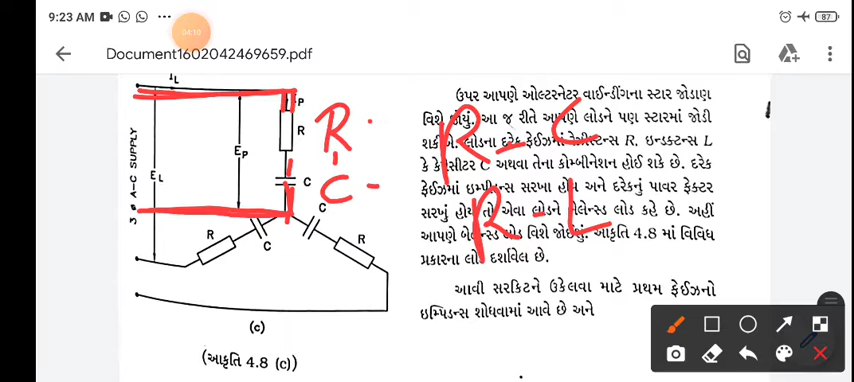 9:23 AM
87
04:10
Document1602042469659.pdf
IL
P
R
EP
EL
C
3 ø A-C SUPPLY
C
C
R
R
(c)
(આકૃતિ 4.8 (c)
R
C
ઉપર આપણે ઓલ્ટરનેટર વાઈન્ડીંગના સ્ટાર જોડાણ
વિશે જોયું. આ જ રીતે આપણે લોડને પણ સ્ટારમાં જોડી
શકીએ. લોડના દરેક ફેઈઝમાં રેઝીસ્ટન્સ R, ઇન્ડક્ટન્સ L
કે કેપેસીટર C અથવા તેના કોમ્બીનેશન હોઈ શકે છે. દરેક
ફેઈઝમાં ઇમ્પીડન્સ સરખા હોય અને દરેકનું પાવર ફેક્ટર
સરખું હોય તો એવા લોડને બેલેન્સ્ડ લોડ કહે છે. અહીં
આપણે બેલેન્સ્ડ લોડ વિશે જોઈશું. આકૃતિ 4.8 માં વિવિધ
પ્રકારના લોડ દર્શાવેલ છે.
R - C
R - L
આવી સરકિટને ઉકેલવા માટે પ્રથમ ફેઈઝનો
ઇમ્પિડન્સ શોધવામાં આવે છે અને